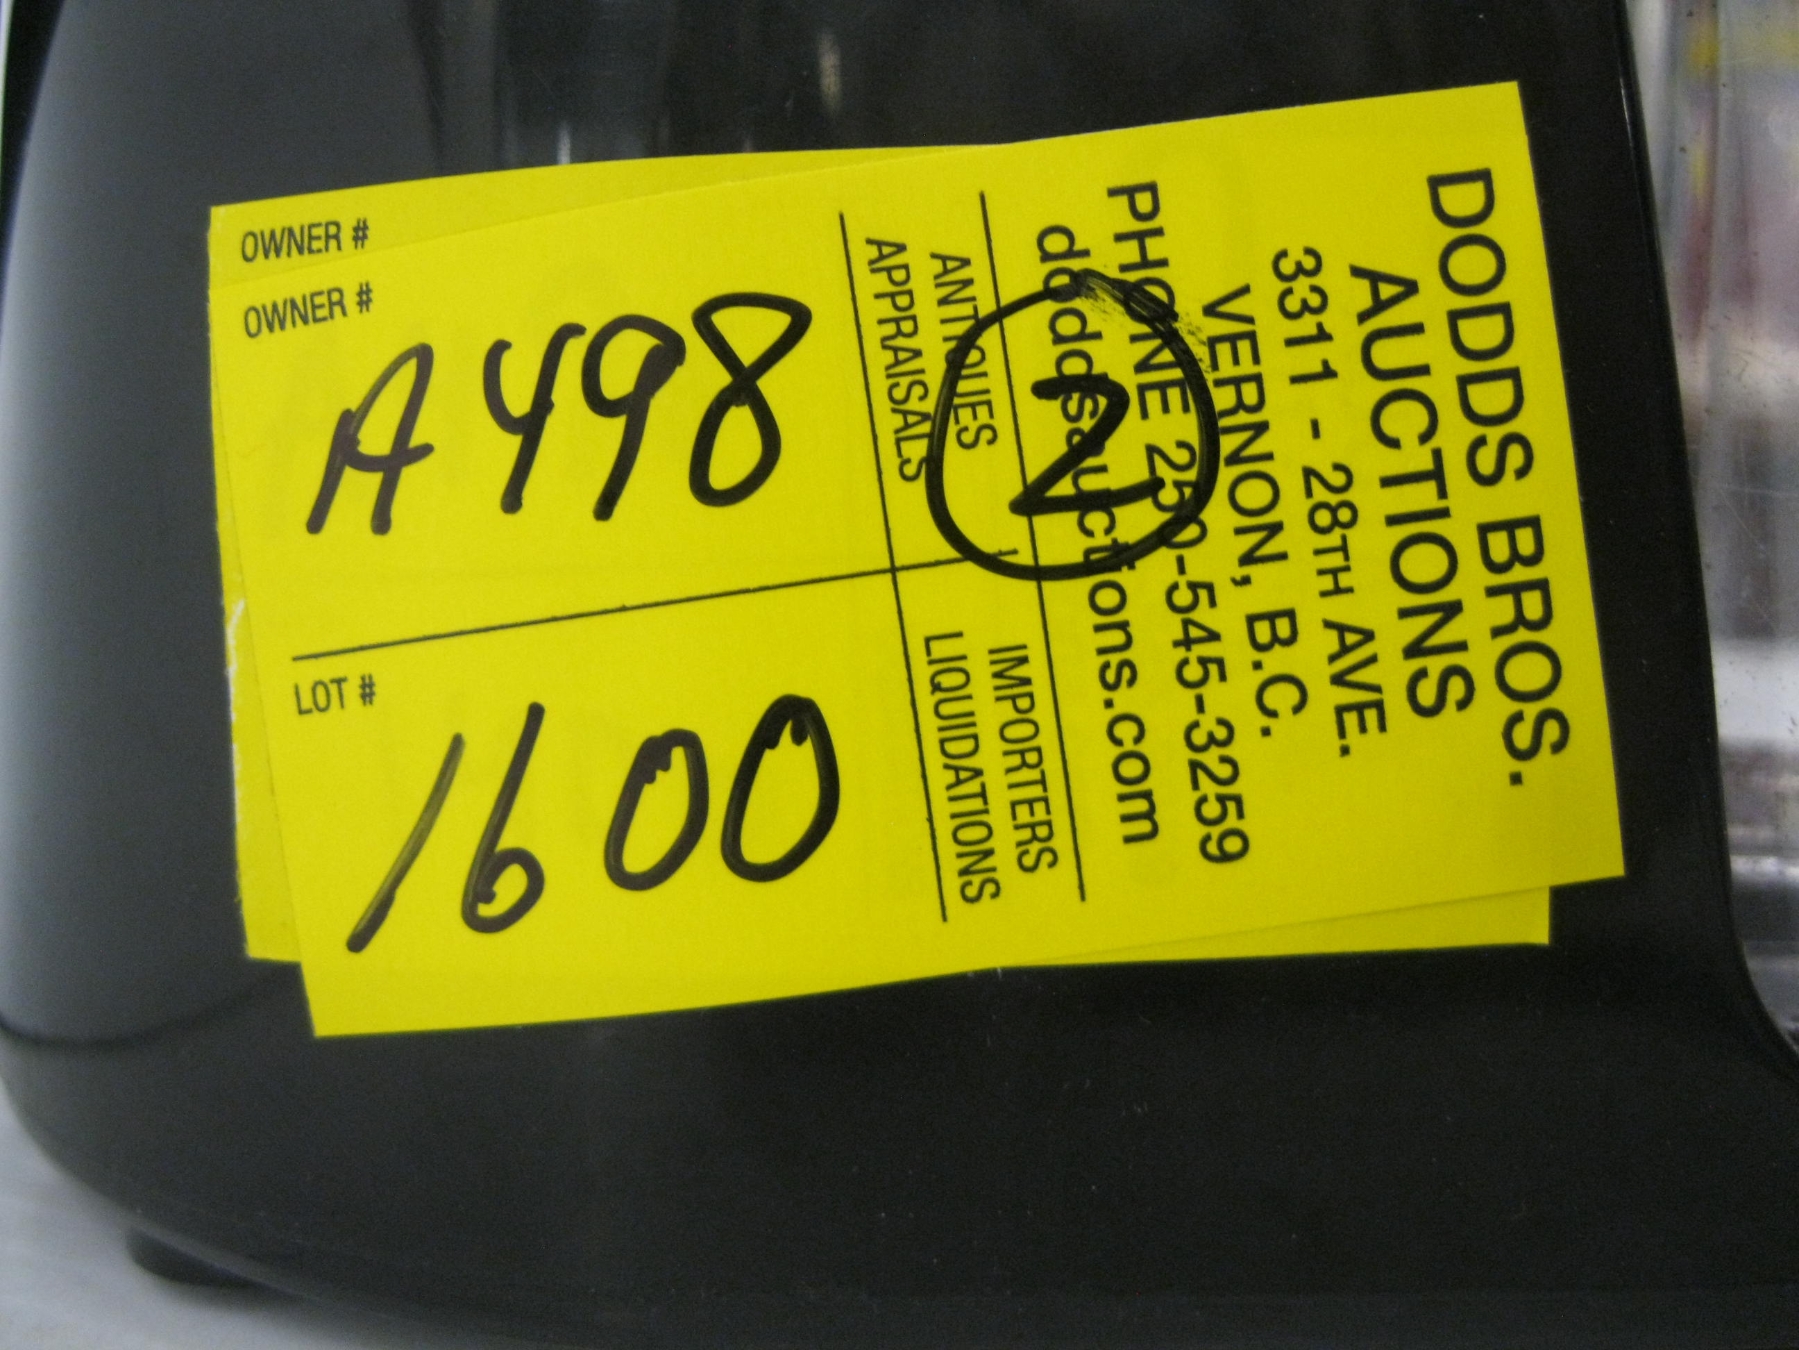 OWNER #
OWNER #
A498
LOT #
1600
DODDS BROS.
AUCTIONS
3311 - 28TH AVE.
VERNON, B.C.
PHONE 250-545-3259
doddsauctions.com
2
ANTIQUES
APPRAISALS
IMPORTERS
LIQUIDATIONS